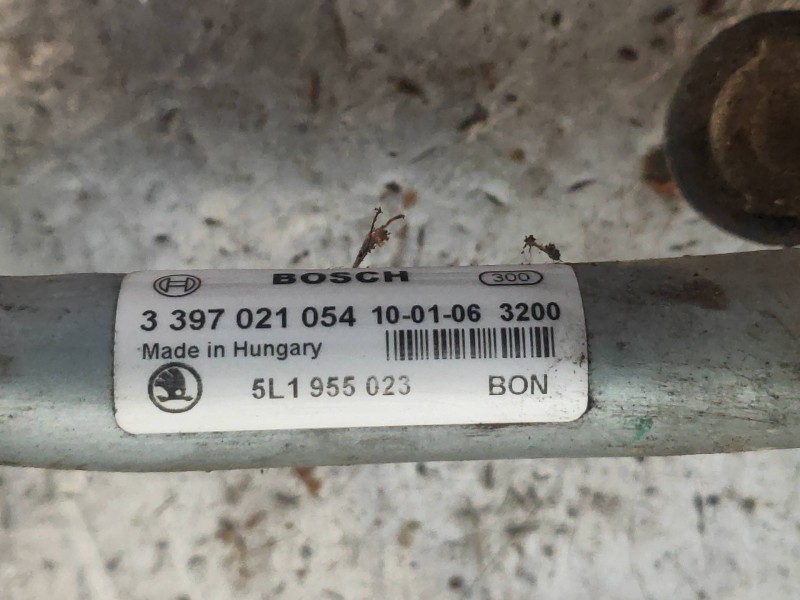 BOSCH 300
3 397 021 054 10-01-06 3200
Made in Hungary
5L1 955 023 BON